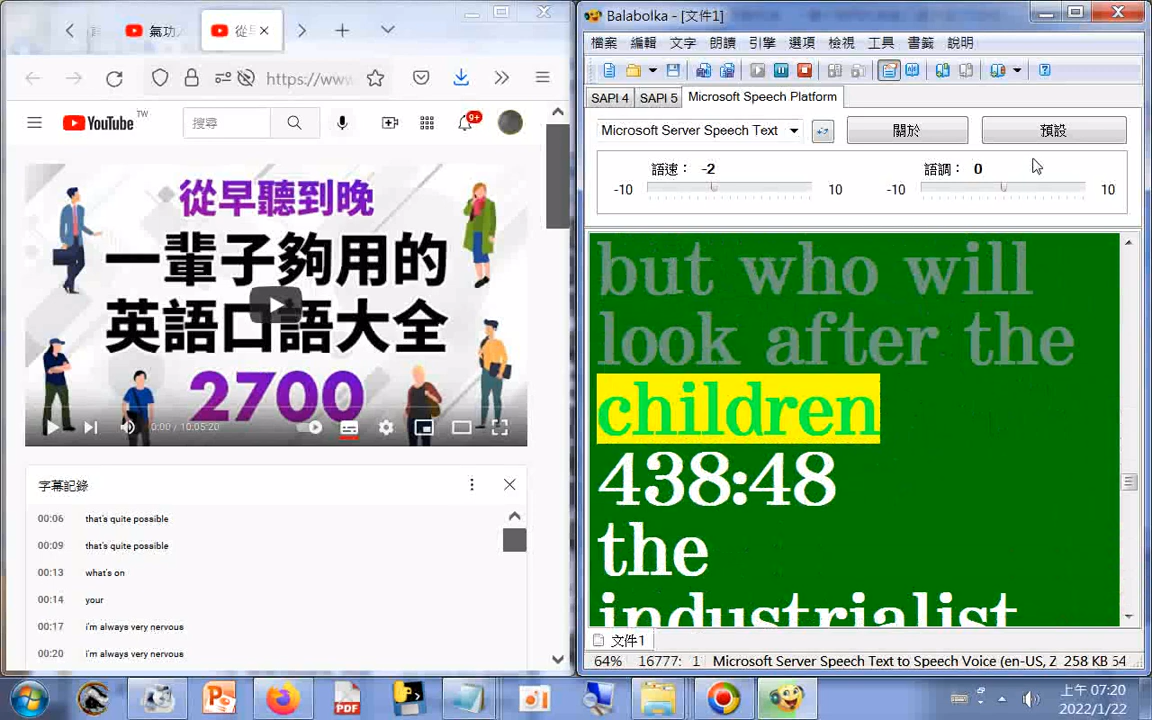 氣功
從
https://www
YouTube TW
搜尋
9+
從早聽到晚
一輩子夠用的
英語口語大全
2700
0:00 / 10:05:20
字幕記錄
00:06 that's quite possible
00:09 that's quite possible
00:13 what's on
00:14 your
00:17 i'm always very nervous
00:20 i'm always very nervous
Balabolka - [文件1]
檔案 編輯 文字 朗讀 引擎 選項 檢視 工具 書籤 說明
SAPI 4 SAPI 5 Microsoft Speech Platform
Microsoft Server Speech Text 關於 預設
語速： -2 語調： 0
-10 10 -10 10
but who will
look after the
children
438:48
the
industrialist
文件1
64% 16777: 1 Microsoft Server Speech Text to Speech Voice (en-US, Z 258 KB 54
PDF
上午 07:20
2022/1/22